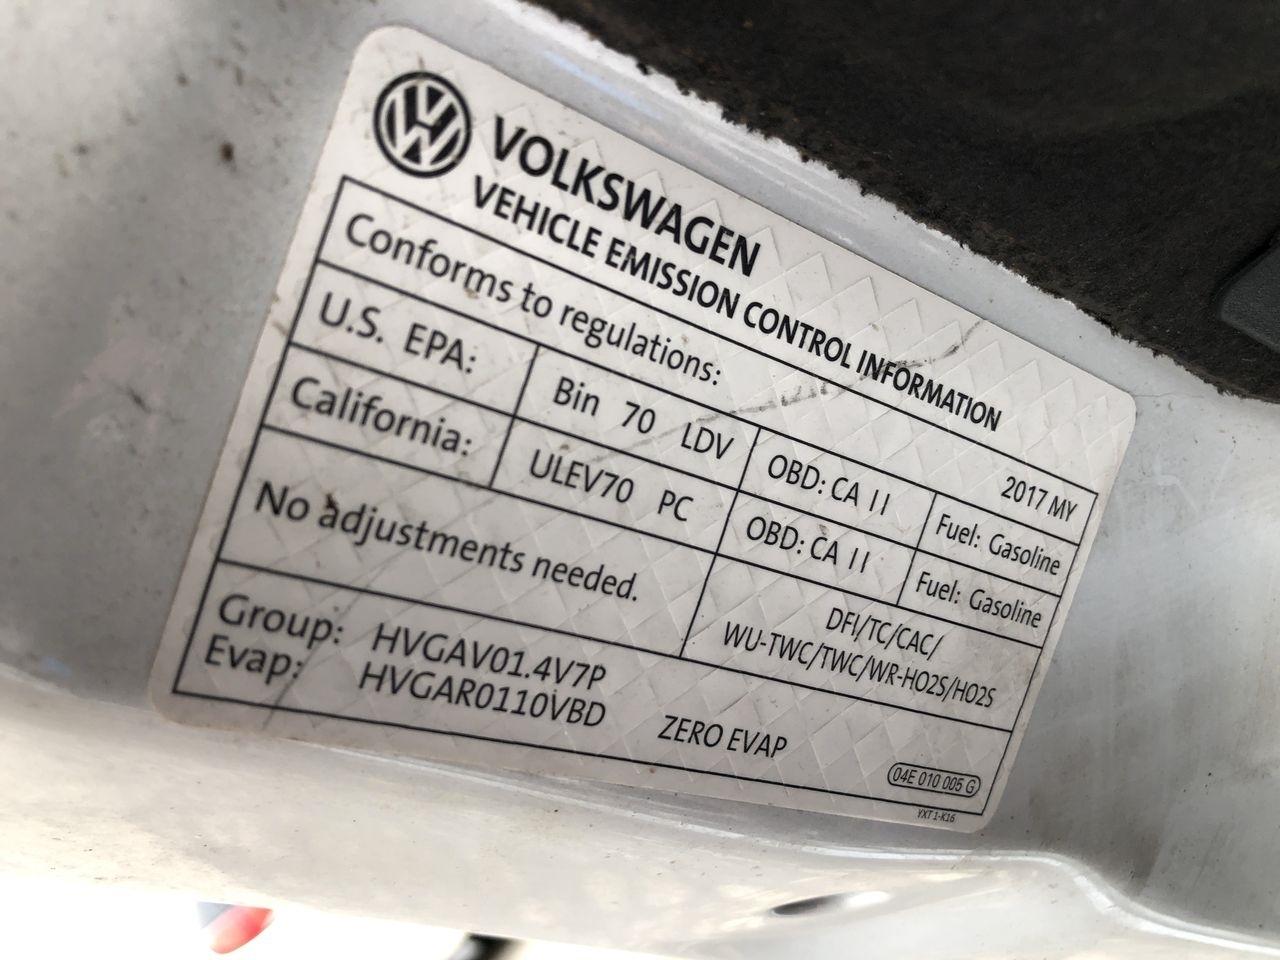 VOLKSWAGEN
VEHICLE EMISSION CONTROL INFORMATION
Conforms to regulations: 2017 MY
U.S. EPA: Bin 70 LDV OBD: CA II Fuel: Gasoline
California: ULEV70 PC OBD: CA II Fuel: Gasoline
No adjustments needed. DFI/TC/CAC/
WU-TWC/TWC/WR-HO2S/HO2S
Group: HVGAV01.4V7P
Evap: HVGAR0110VBD ZERO EVAP
04E 010 005 G
YXT 1-K16